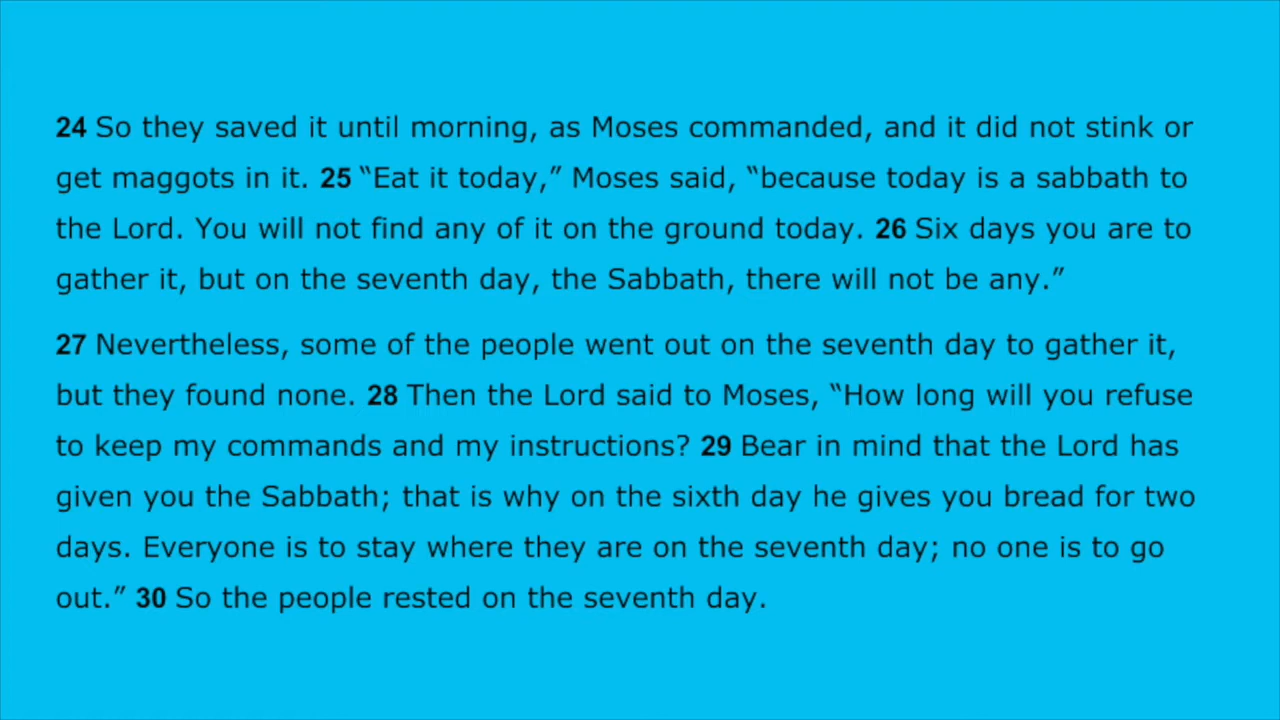 24 So they saved it until morning, as Moses commanded, and it did not stink or
get maggots in it. 25 “Eat it today,” Moses said, “because today is a sabbath to
the Lord. You will not find any of it on the ground today. 26 Six days you are to
gather it, but on the seventh day, the Sabbath, there will not be any.”
27 Nevertheless, some of the people went out on the seventh day to gather it,
but they found none. 28 Then the Lord said to Moses, “How long will you refuse
to keep my commands and my instructions? 29 Bear in mind that the Lord has
given you the Sabbath; that is why on the sixth day he gives you bread for two
days. Everyone is to stay where they are on the seventh day; no one is to go
out.” 30 So the people rested on the seventh day.